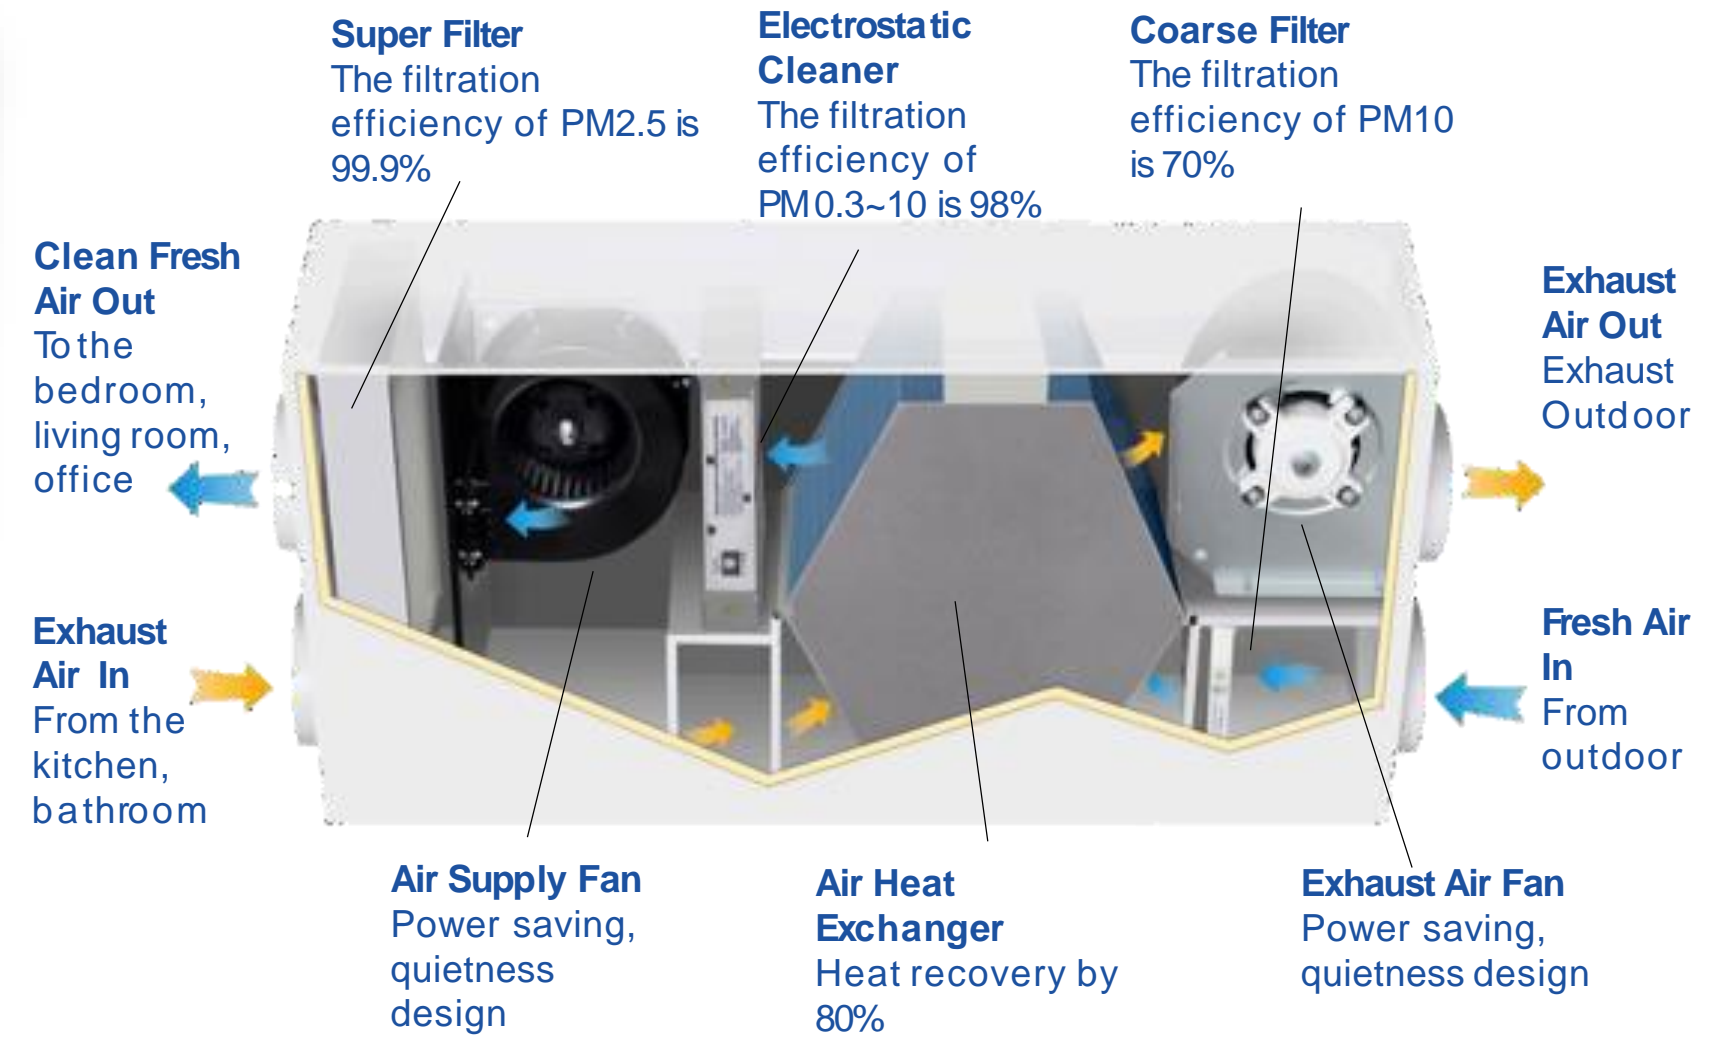 Super Filter
The filtration
efficiency of PM2.5 is
99.9%
Electrostatic
Cleaner
The filtration
efficiency of
PM0.3~10 is 98%
Coarse Filter
The filtration
efficiency of PM10
is 70%
Clean Fresh
Air Out
To the
bedroom,
living room,
office
Exhaust
Air Out
Exhaust
Outdoor
Exhaust
Air In
From the
kitchen,
bathroom
Fresh Air
In
From
outdoor
Air Supply Fan
Power saving,
quietness
design
Air Heat
Exchanger
Heat recovery by
80%
Exhaust Air Fan
Power saving,
quietness design